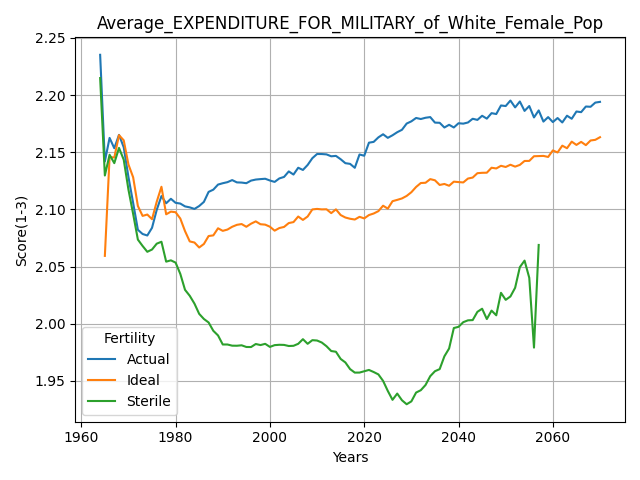 Average_EXPENDITURE_FOR_MILITARY_of_White_Female_Pop
2.25
2.20
2.15
2.10
2.05
2.00
1.95
Score(1-3)
Fertility
Actual
Ideal
Sterile
1960 1980 2000 2020 2040 2060
Years